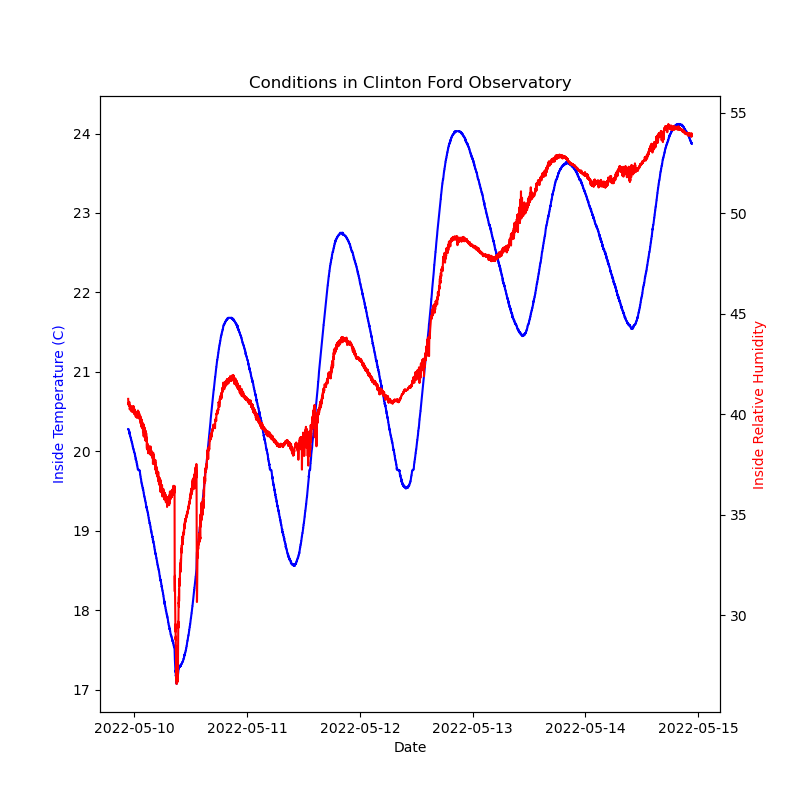 Conditions in Clinton Ford Observatory
Inside Temperature (C)
24
23
22
21
20
19
18
17
55
50
45
40
35
30
Inside Relative Humidity
2022-05-10 2022-05-11 2022-05-12 2022-05-13 2022-05-14 2022-05-15
Date